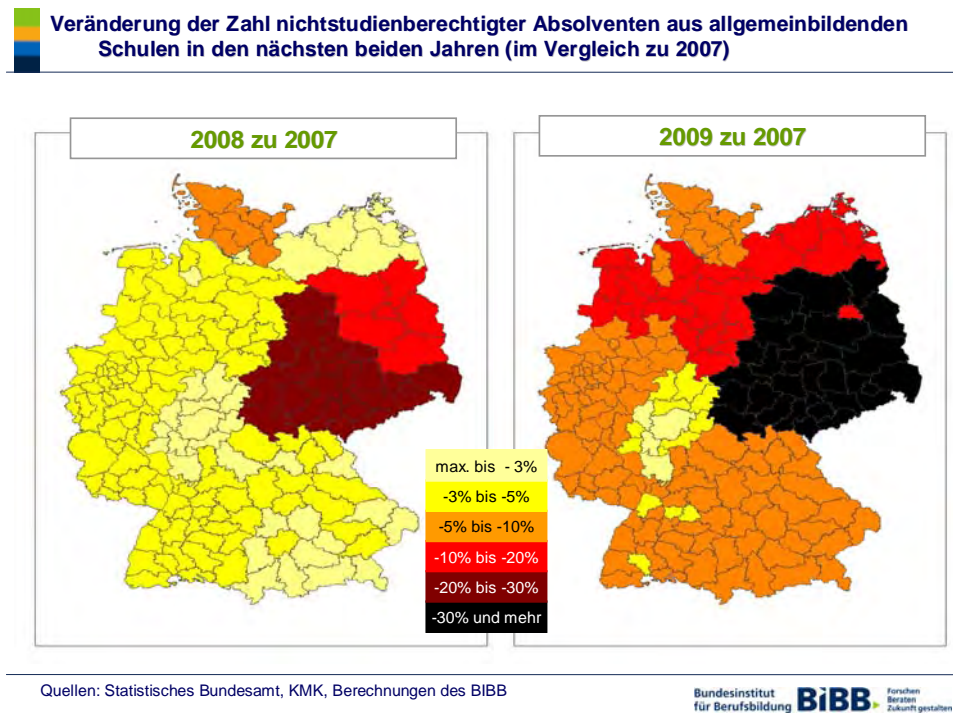 Veränderung der Zahl nichtstudienberechtigter Absolventen aus allgemeinbildenden
Schulen in den nächsten beiden Jahren (im Vergleich zu 2007)
2008 zu 2007
2009 zu 2007
max. bis - 3%
-3% bis -5%
-5% bis -10%
-10% bis -20%
-20% bis -30%
-30% und mehr
Quellen: Statistisches Bundesamt, KMK, Berechnungen des BIBB
Bundesinstitut
für Berufsbildung
BiBB
Forschen
Beraten
Zukunft gestalten